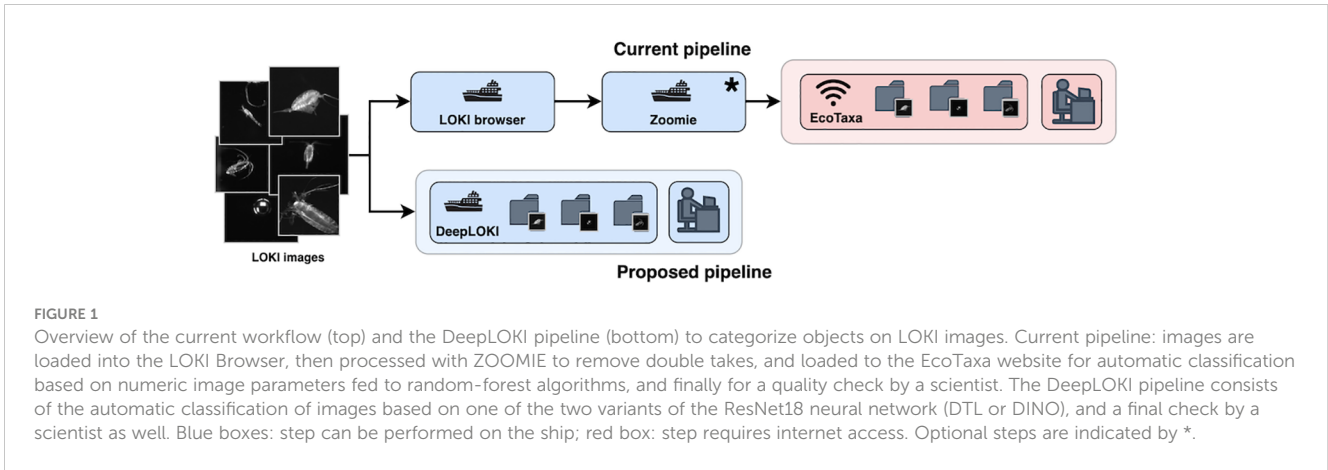 Current pipeline
LOKI browser
Zoomie
*
EcoTaxa
DeepLOKI
LOKI images
Proposed pipeline
FIGURE 1
Overview of the current workflow (top) and the DeepLOKI pipeline (bottom) to categorize objects on LOKI images. Current pipeline: images are
loaded into the LOKI Browser, then processed with ZOOMIE to remove double takes, and loaded to the EcoTaxa website for automatic classification
based on numeric image parameters fed to random-forest algorithms, and finally for a quality check by a scientist. The DeepLOKI pipeline consists
of the automatic classification of images based on one of the two variants of the ResNet18 neural network (DTL or DINO), and a final check by a
scientist as well. Blue boxes: step can be performed on the ship; red box: step requires internet access. Optional steps are indicated by *.